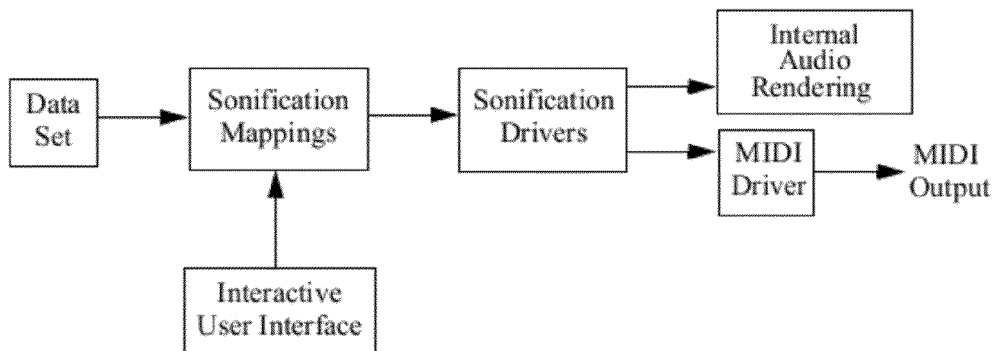 Data
Set
Sonification
Mappings
Sonification
Drivers
Internal
Audio
Rendering
MIDI
Driver
MIDI
Output
Interactive
User Interface